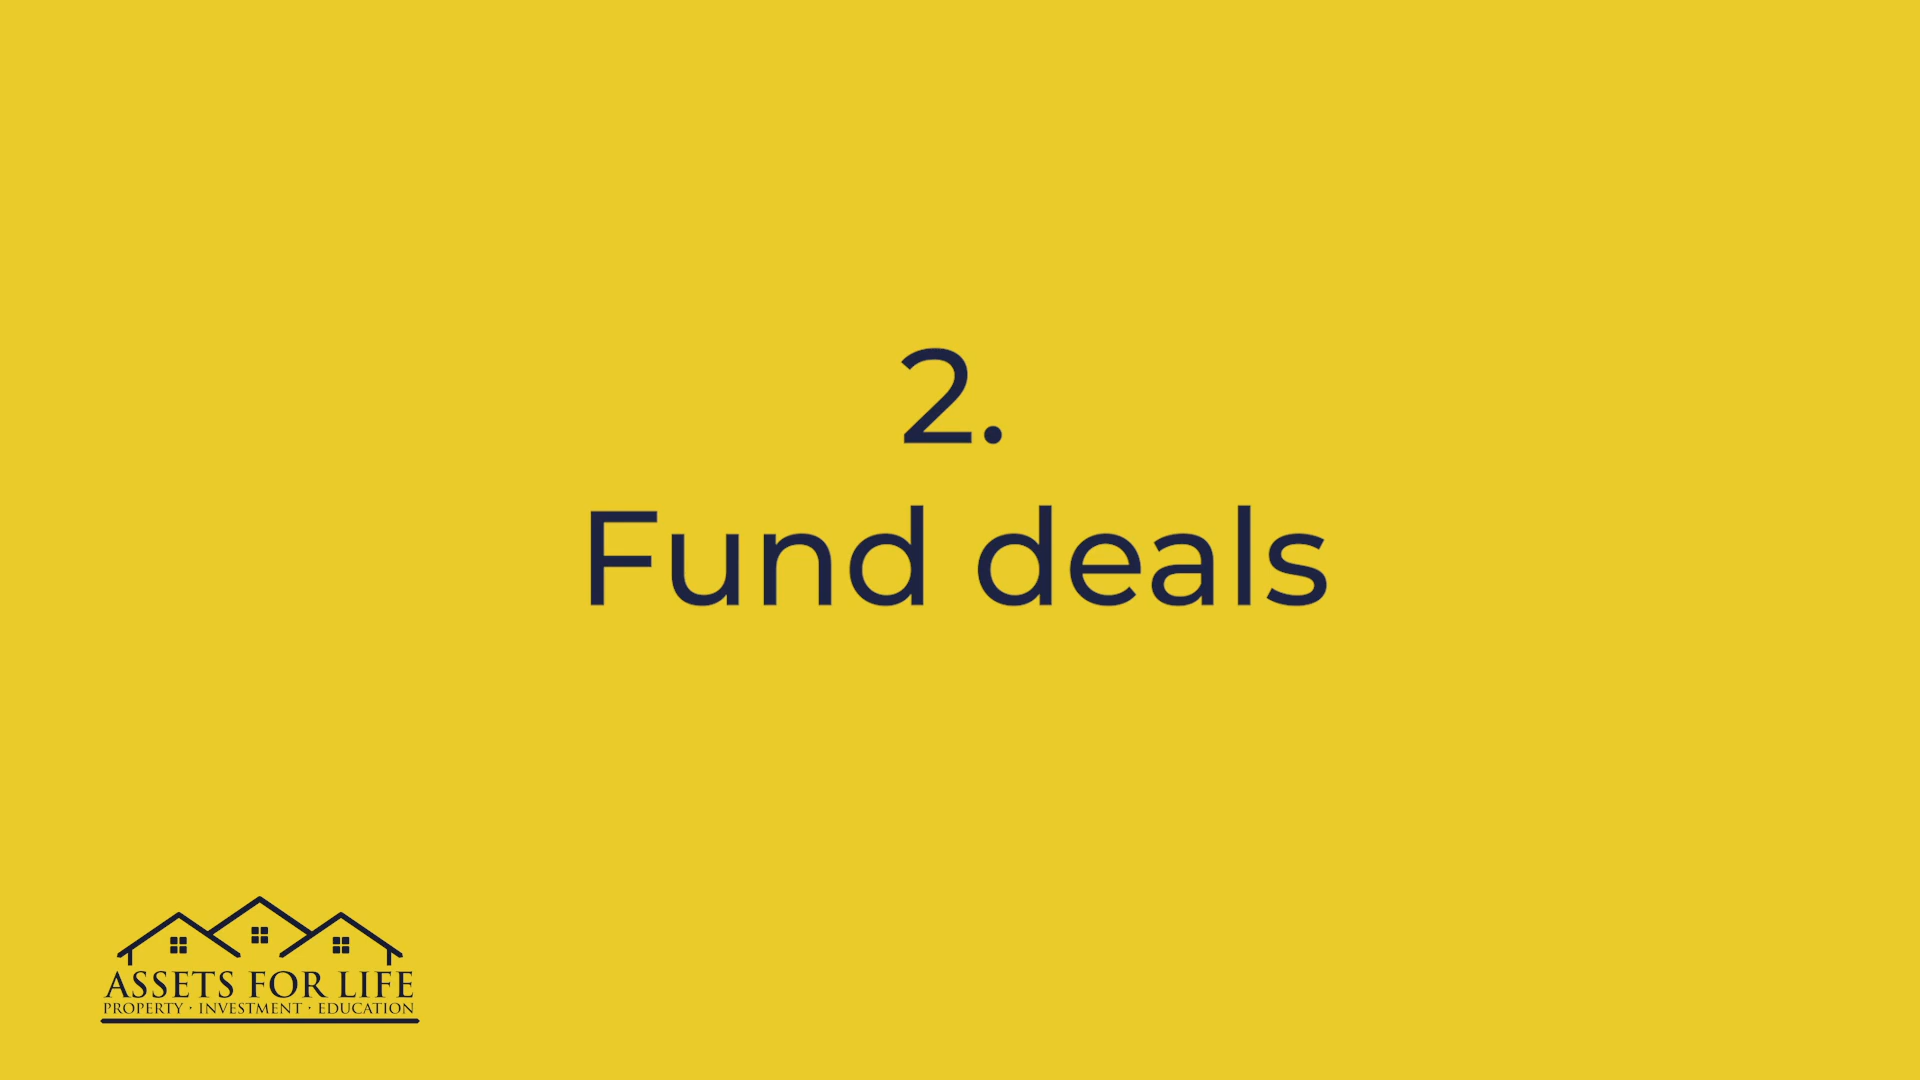 2.
Fund deals
ASSETS FOR LIFE
PROPERTY · INVESTMENT · EDUCATION